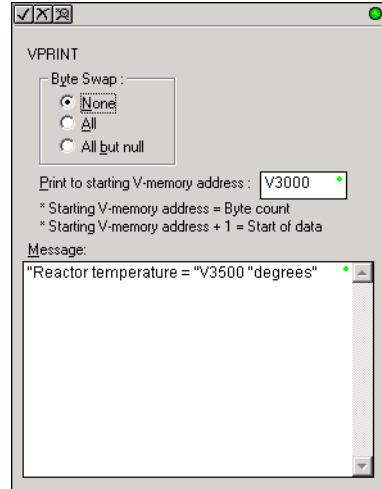 VPRINT
Byte Swap :
None
All
All but null
Print to starting V-memory address : V3000
* Starting V-memory address = Byte count
* Starting V-memory address + 1 = Start of data
Message:
"Reactor temperature = "V3500 "degrees"